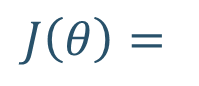 J(θ) =